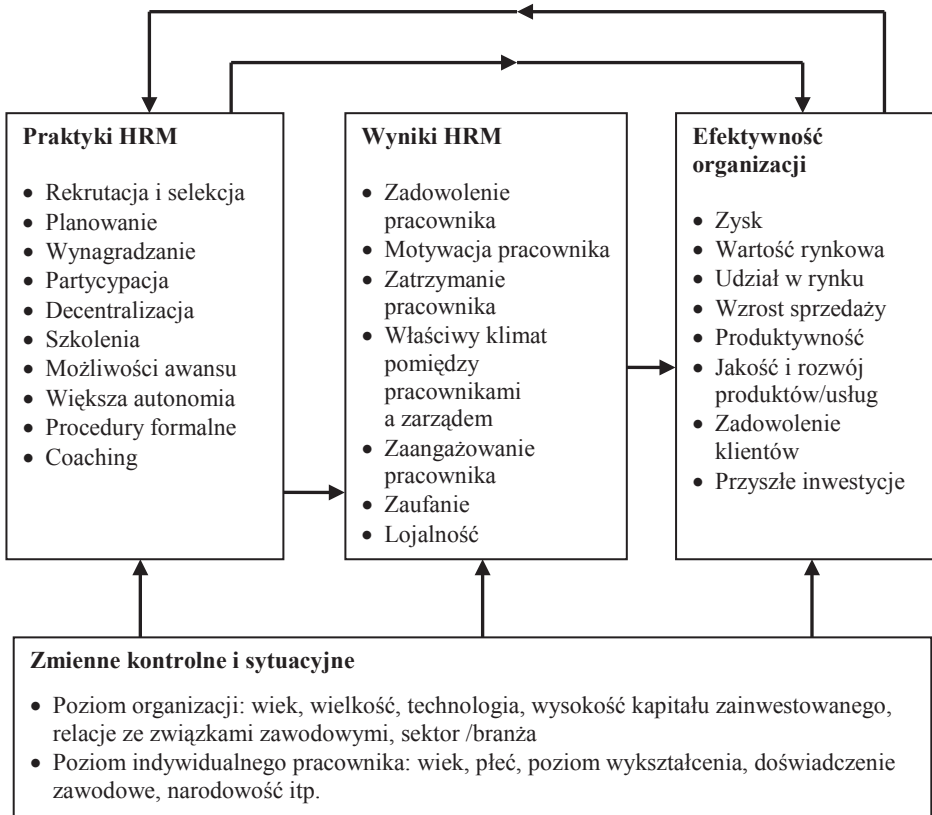 Praktyki HRM
• Rekrutacja i selekcja
• Planowanie
• Wynagradzanie
• Partycypacja
• Decentralizacja
• Szkolenia
• Możliwości awansu
• Większa autonomia
• Procedury formalne
• Coaching
Wyniki HRM
• Zadowolenie
pracownika
• Motywacja pracownika
• Zatrzymanie
pracownika
• Właściwy klimat
pomiędzy
pracownikami
a zarządem
• Zaangażowanie
pracownika
• Zaufanie
• Lojalność
Efektywność
organizacji
• Zysk
• Wartość rynkowa
• Udział w rynku
• Wzrost sprzedaży
• Produktywność
• Jakość i rozwój
produktów/usług
• Zadowolenie
klientów
• Przyszłe inwestycje
Zmienne kontrolne i sytuacyjne
• Poziom organizacji: wiek, wielkość, technologia, wysokość kapitału zainwestowanego,
relacje ze związkami zawodowymi, sektor /branża
• Poziom indywidualnego pracownika: wiek, płeć, poziom wykształcenia, doświadczenie
zawodowe, narodowość itp.